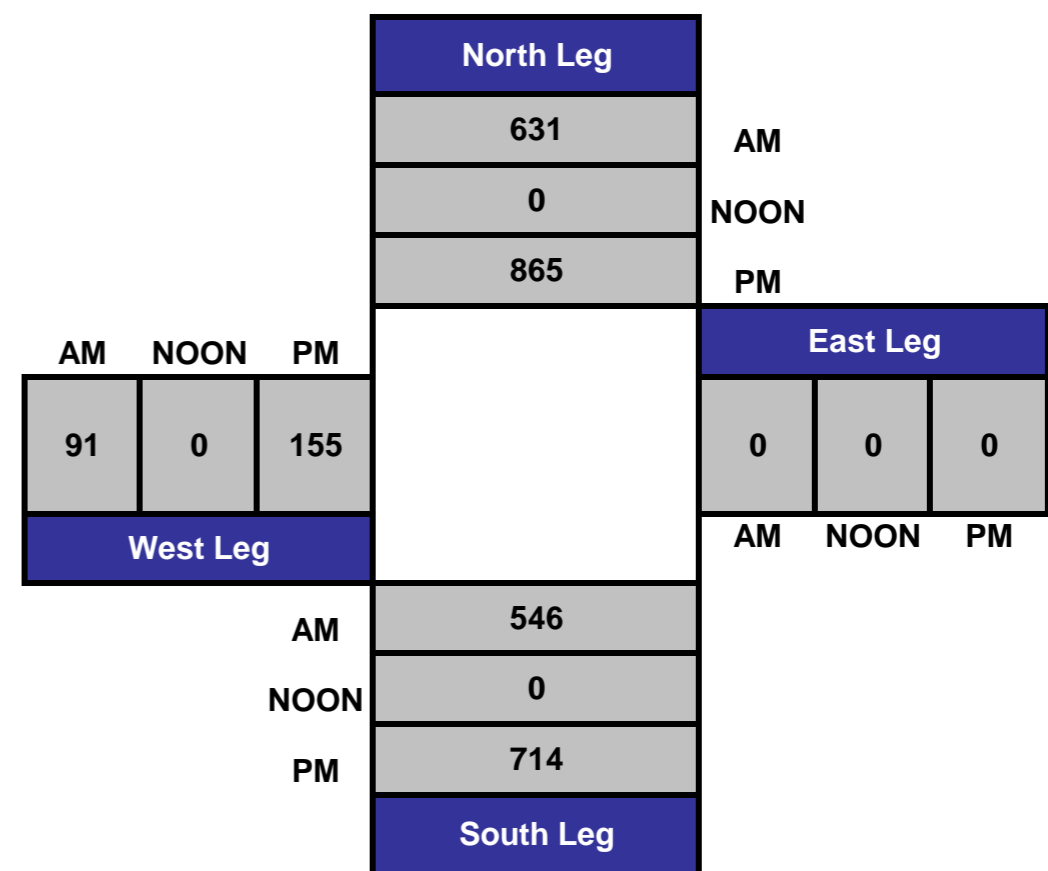 North Leg
631
AM
0
NOON
865
PM
East Leg
AM NOON PM
91 0 155
0 0 0
West Leg
AM NOON PM
546
AM
0
NOON
714
PM
South Leg